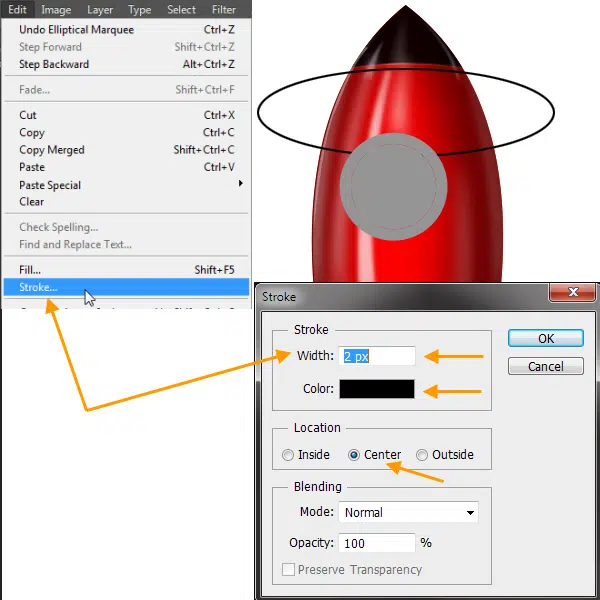 Edit Image Layer Type Select Filter
Undo Elliptical Marquee Ctrl+Z
Step Forward Shift+Ctrl+Z
Step Backward Alt+Ctrl+Z
Fade... Shift+Ctrl+F
Cut Ctrl+X
Copy Ctrl+C
Copy Merged Shift+Ctrl+C
Paste Ctrl+V
Paste Special
Clear
Check Spelling...
Find and Replace Text...
Fill... Shift+F5
Stroke...
Stroke
Stroke
OK
Width: 2 px
Cancel
Color:
Location
Inside Center Outside
Blending
Mode: Normal
Opacity: 100 %
Preserve Transparency